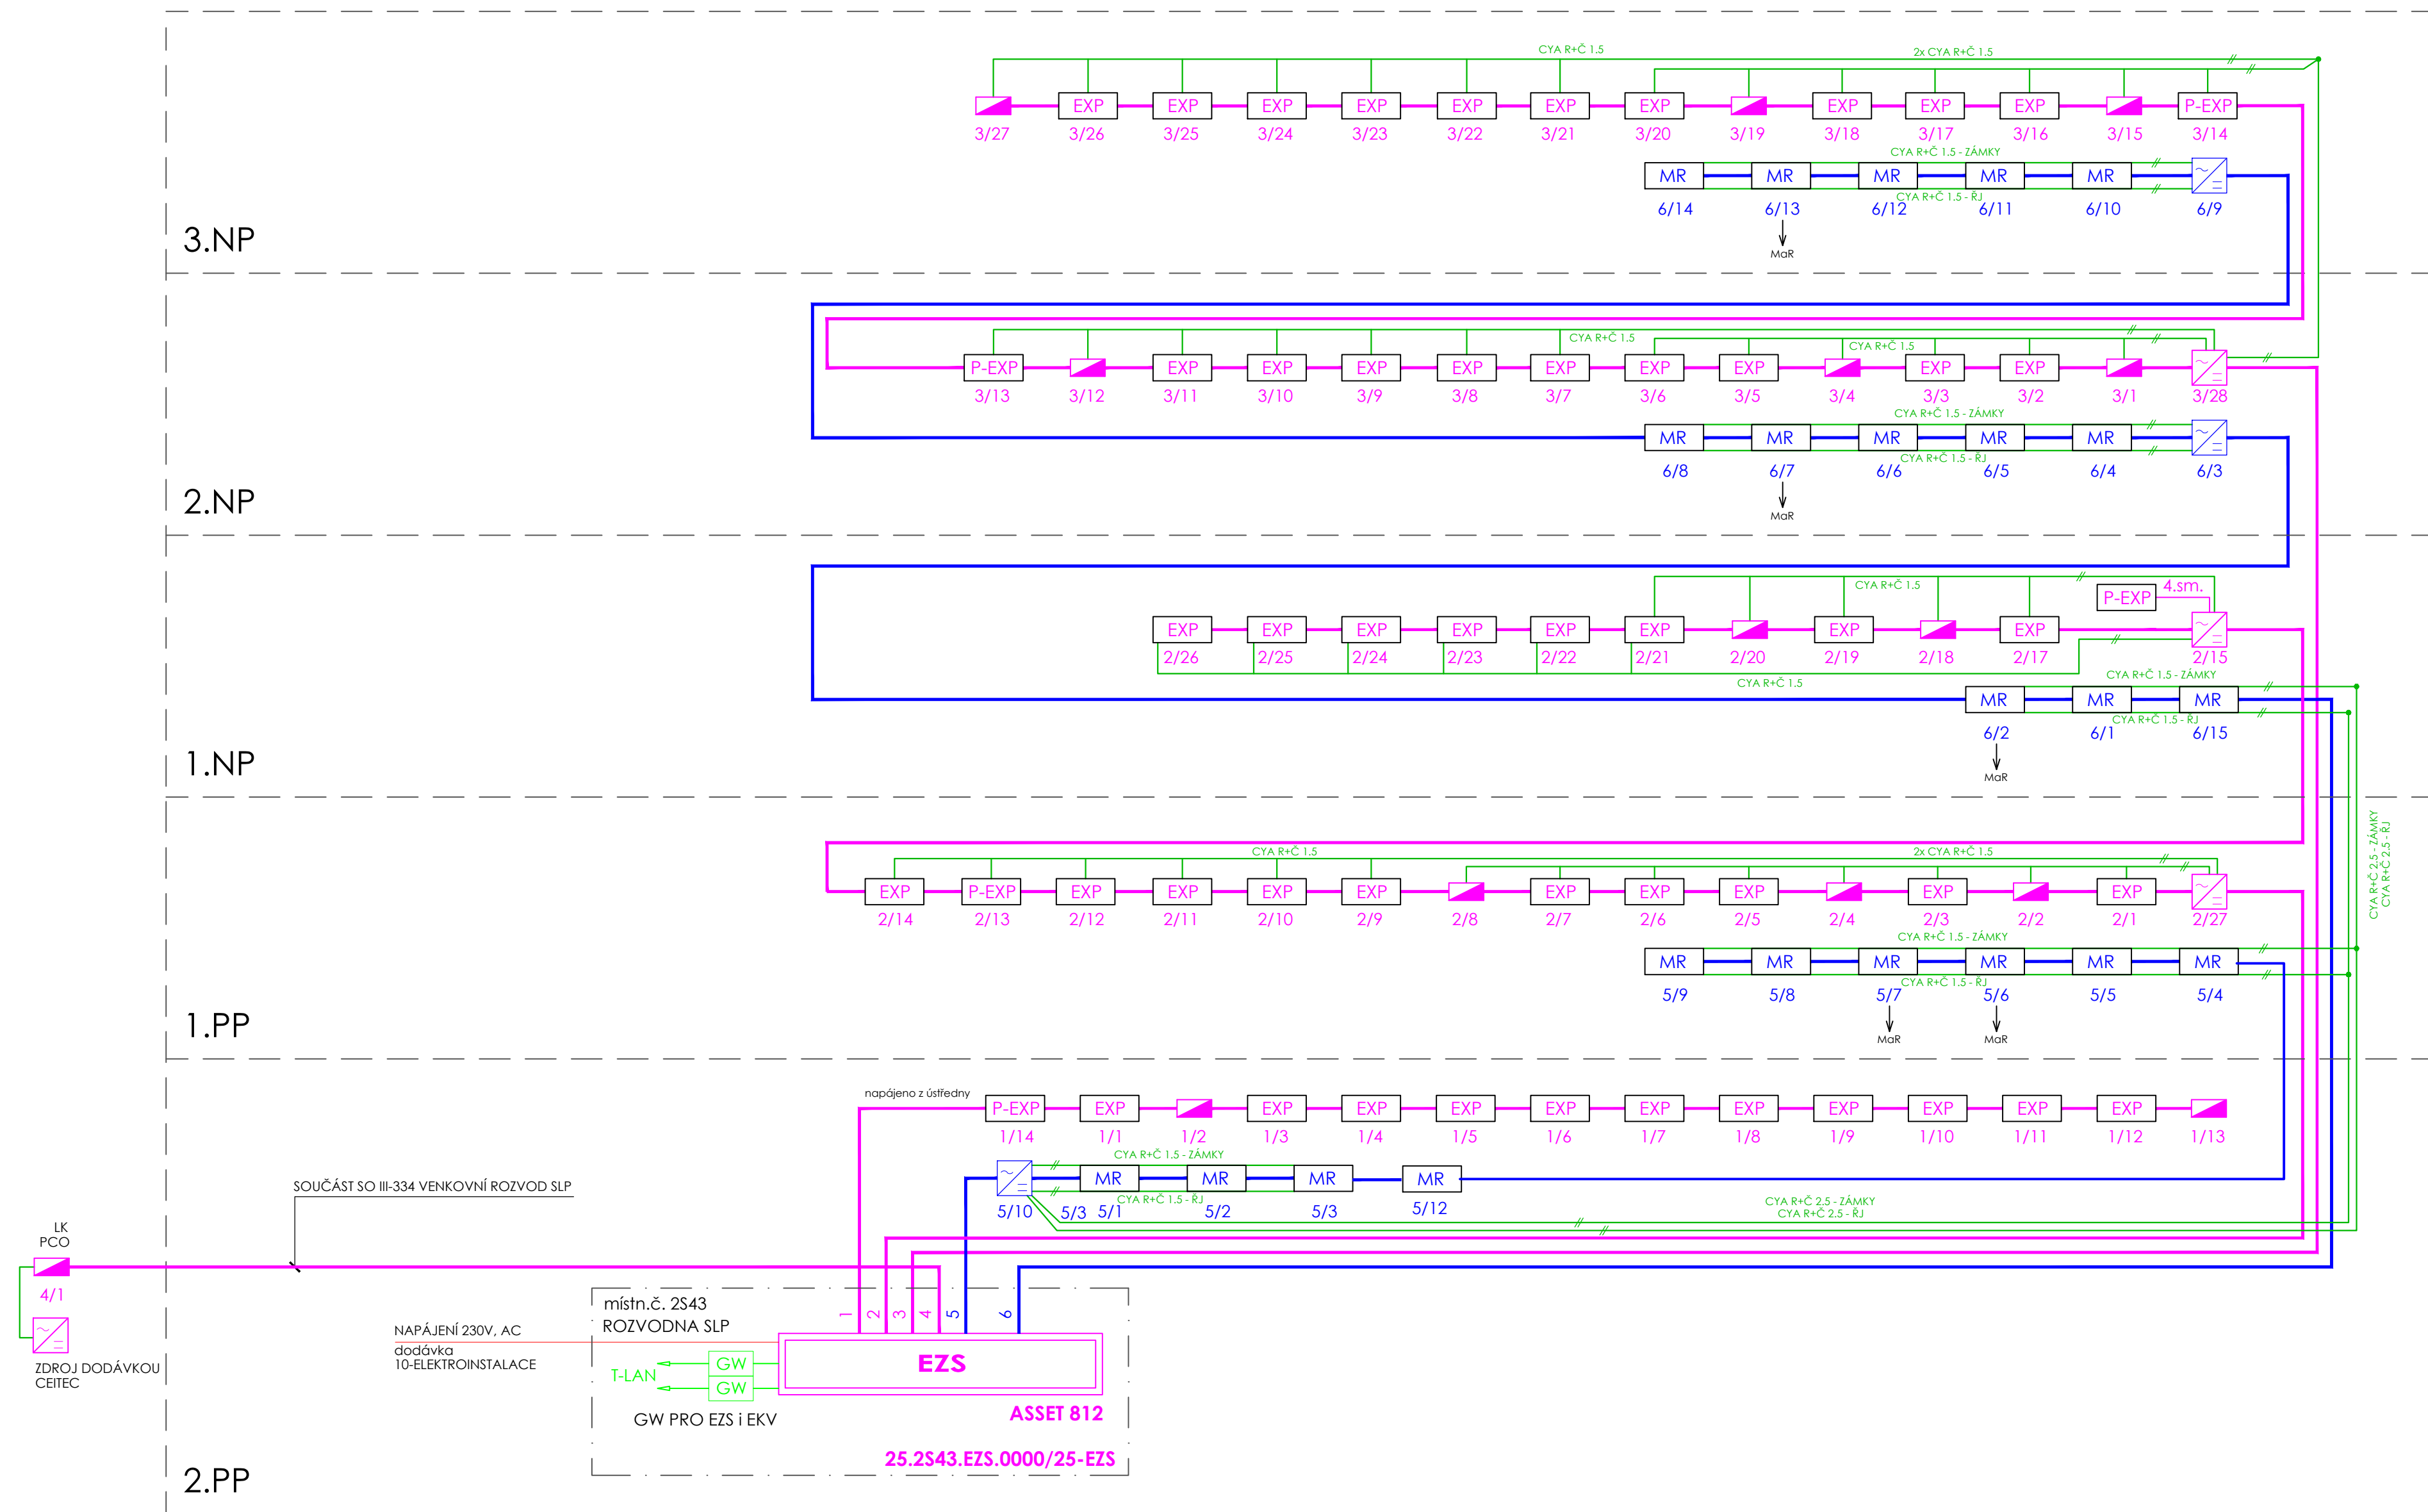 CYA R+Č 1.5
2x CYA R+Č 1.5
EXP EXP EXP EXP EXP EXP EXP EXP EXP EXP P-EXP
3/27 3/26 3/25 3/24 3/23 3/22 3/21 3/20 3/19 3/18 3/17 3/16 3/15 3/14
CYA R+Č 1.5 - ZÁMKY
MR MR MR MR MR
CYA R+Č 1.5 - ŘJ
6/14 6/13 6/12 6/11 6/10 6/9
MaR
3.NP
CYA R+Č 1.5
CYA R+Č 1.5
P-EXP EXP EXP EXP EXP EXP EXP EXP EXP
3/13 3/12 3/11 3/10 3/9 3/8 3/7 3/6 3/5 3/4 3/3 3/2 3/1 3/28
CYA R+Č 1.5 - ZÁMKY
MR MR MR MR MR
CYA R+Č 1.5 - ŘJ
6/8 6/7 6/6 6/5 6/4 6/3
MaR
2.NP
CYA R+Č 1.5
4.sm.
P-EXP
EXP EXP EXP EXP EXP EXP EXP EXP
2/26 2/25 2/24 2/23 2/22 2/21 2/20 2/19 2/18 2/17 2/15
CYA R+Č 1.5
CYA R+Č 1.5 - ZÁMKY
MR MR MR
CYA R+Č 1.5 - ŘJ
6/2 6/1 6/15
MaR
1.NP
CYA R+Č 2.5 - ZÁMKY
CYA R+Č 2.5 - ŘJ
CYA R+Č 1.5
2x CYA R+Č 1.5
EXP P-EXP EXP EXP EXP EXP EXP EXP EXP EXP EXP
2/14 2/13 2/12 2/11 2/10 2/9 2/8 2/7 2/6 2/5 2/4 2/3 2/2 2/1 2/27
CYA R+Č 1.5 - ZÁMKY
MR MR MR MR MR MR
CYA R+Č 1.5 - ŘJ
5/9 5/8 5/7 5/6 5/5 5/4
MaR MaR
1.PP
napájeno z ústředny
P-EXP EXP EXP EXP EXP EXP EXP EXP EXP EXP EXP EXP
1/14 1/1 1/2 1/3 1/4 1/5 1/6 1/7 1/8 1/9 1/10 1/11 1/12 1/13
CYA R+Č 1.5 - ZÁMKY
MR MR MR MR
CYA R+Č 1.5 - ŘJ
5/10 5/3 5/1 5/2 5/3 5/12
CYA R+Č 2.5 - ZÁMKY
CYA R+Č 2.5 - ŘJ
SOUČÁST SO III-334 VENKOVNÍ ROZVOD SLP
LK
PCO
4/1
ZDROJ DODÁVKOU
CEITEC
místn.č. 2S43
ROZVODNA SLP
1 2 3 4 5 6
NAPÁJENÍ 230V, AC
dodávka
10-ELEKTROINSTALACE
EZS
T-LAN
GW
GW
GW PRO EZS i EKV
ASSET 812
25.2S43.EZS.0000/25-EZS
2.PP